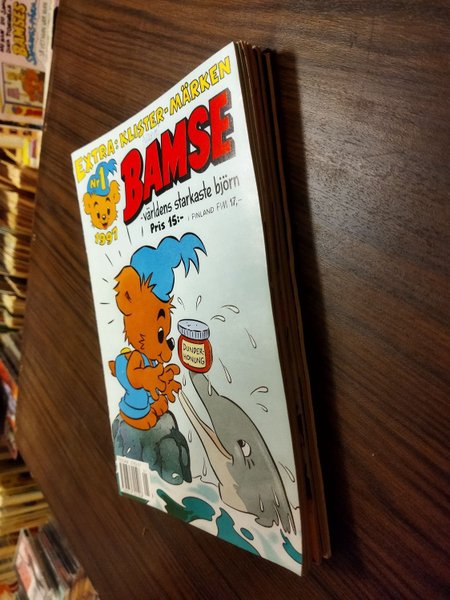 EXTRA: KLISTER-MÄRKEN
Nr 1
1997
BAMSE
-världens starkaste björn
Pris 15:- I FINLAND FIM 17,-
DUNDER-
HONUNG